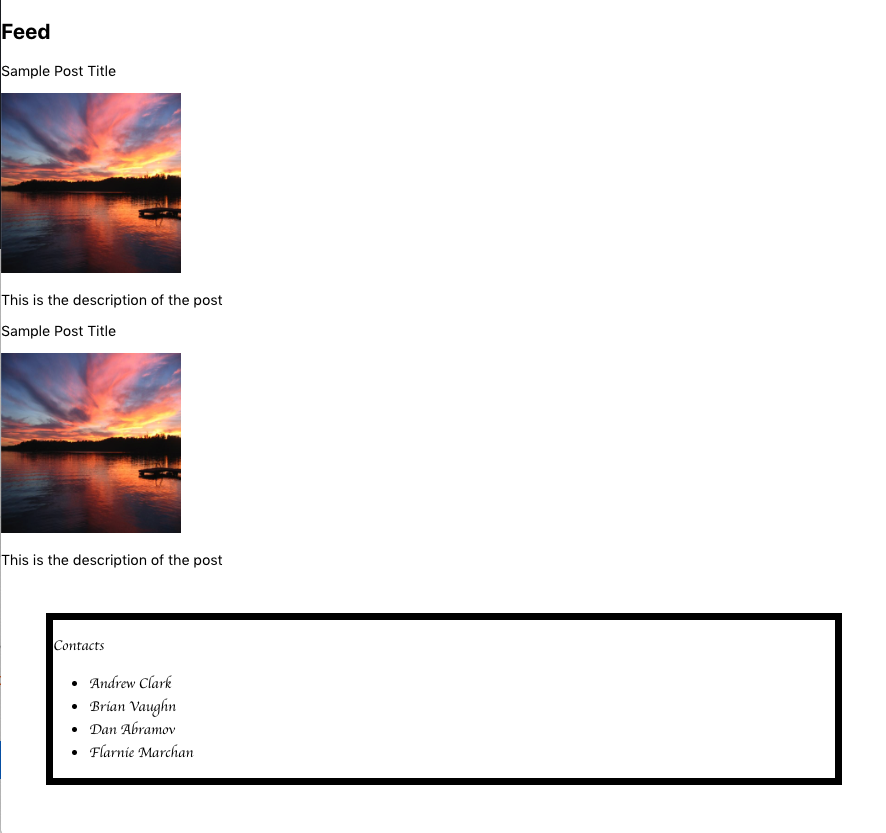 Feed
Sample Post Title
This is the description of the post
Sample Post Title
This is the description of the post
Contacts
Andrew Clark
Brian Vaughn
Dan Abramov
Flarnie Marchan